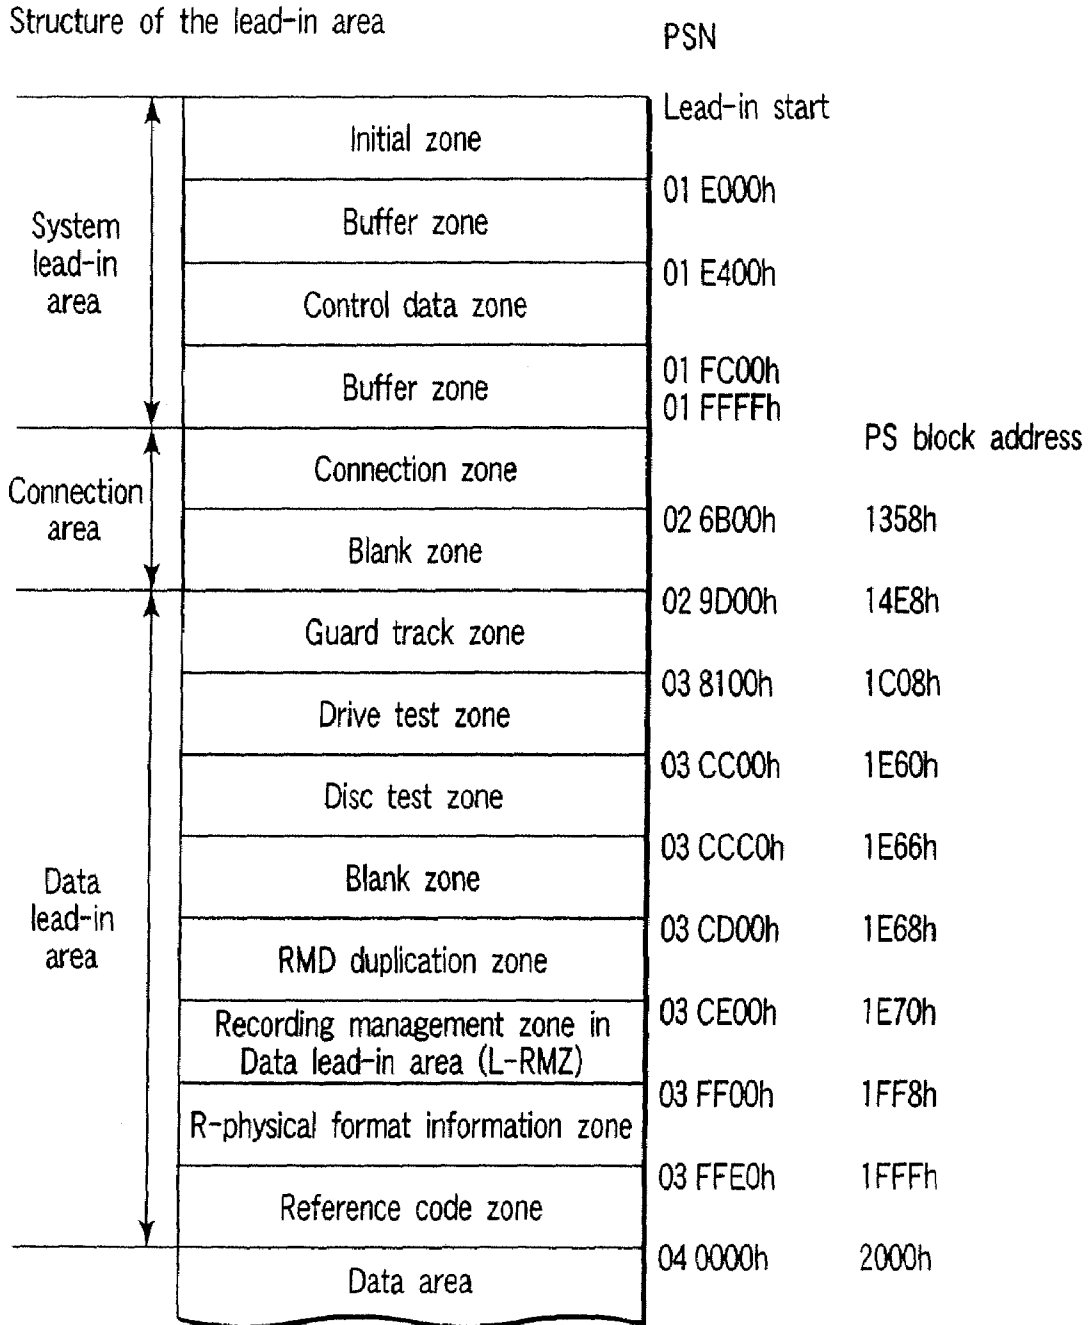 Structure of the lead-in area
PSN
Lead-in start
Initial zone
01 E000h
Buffer zone
System
lead-in
area
01 E400h
Control data zone
01 FC00h
Buffer zone
01 FFFFh
PS block address
Connection zone
Connection
area
02 6B00h 1358h
Blank zone
02 9D00h 14E8h
Guard track zone
03 8100h 1C08h
Drive test zone
03 CC00h 1E60h
Disc test zone
03 CCC0h 1E66h
Blank zone
Data
lead-in
area
03 CD00h 1E68h
RMD duplication zone
03 CE00h 1E70h
Recording management zone in
Data lead-in area (L-RMZ)
03 FF00h 1FF8h
R-physical format information zone
03 FFE0h 1FFFh
Reference code zone
04 0000h 2000h
Data area